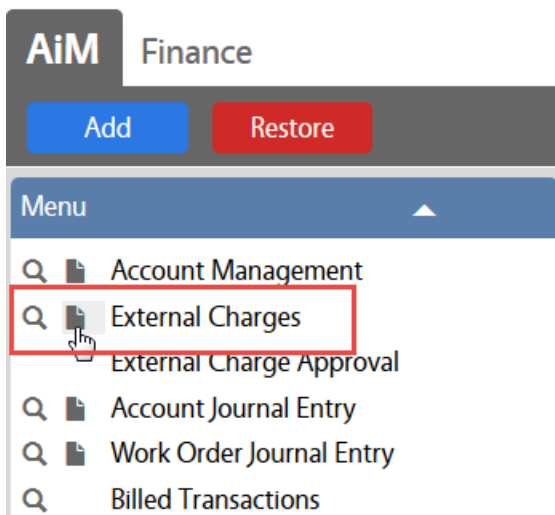 AiM Finance
Add Restore
Menu
Account Management
External Charges
External Charge Approval
Account Journal Entry
Work Order Journal Entry
Billed Transactions